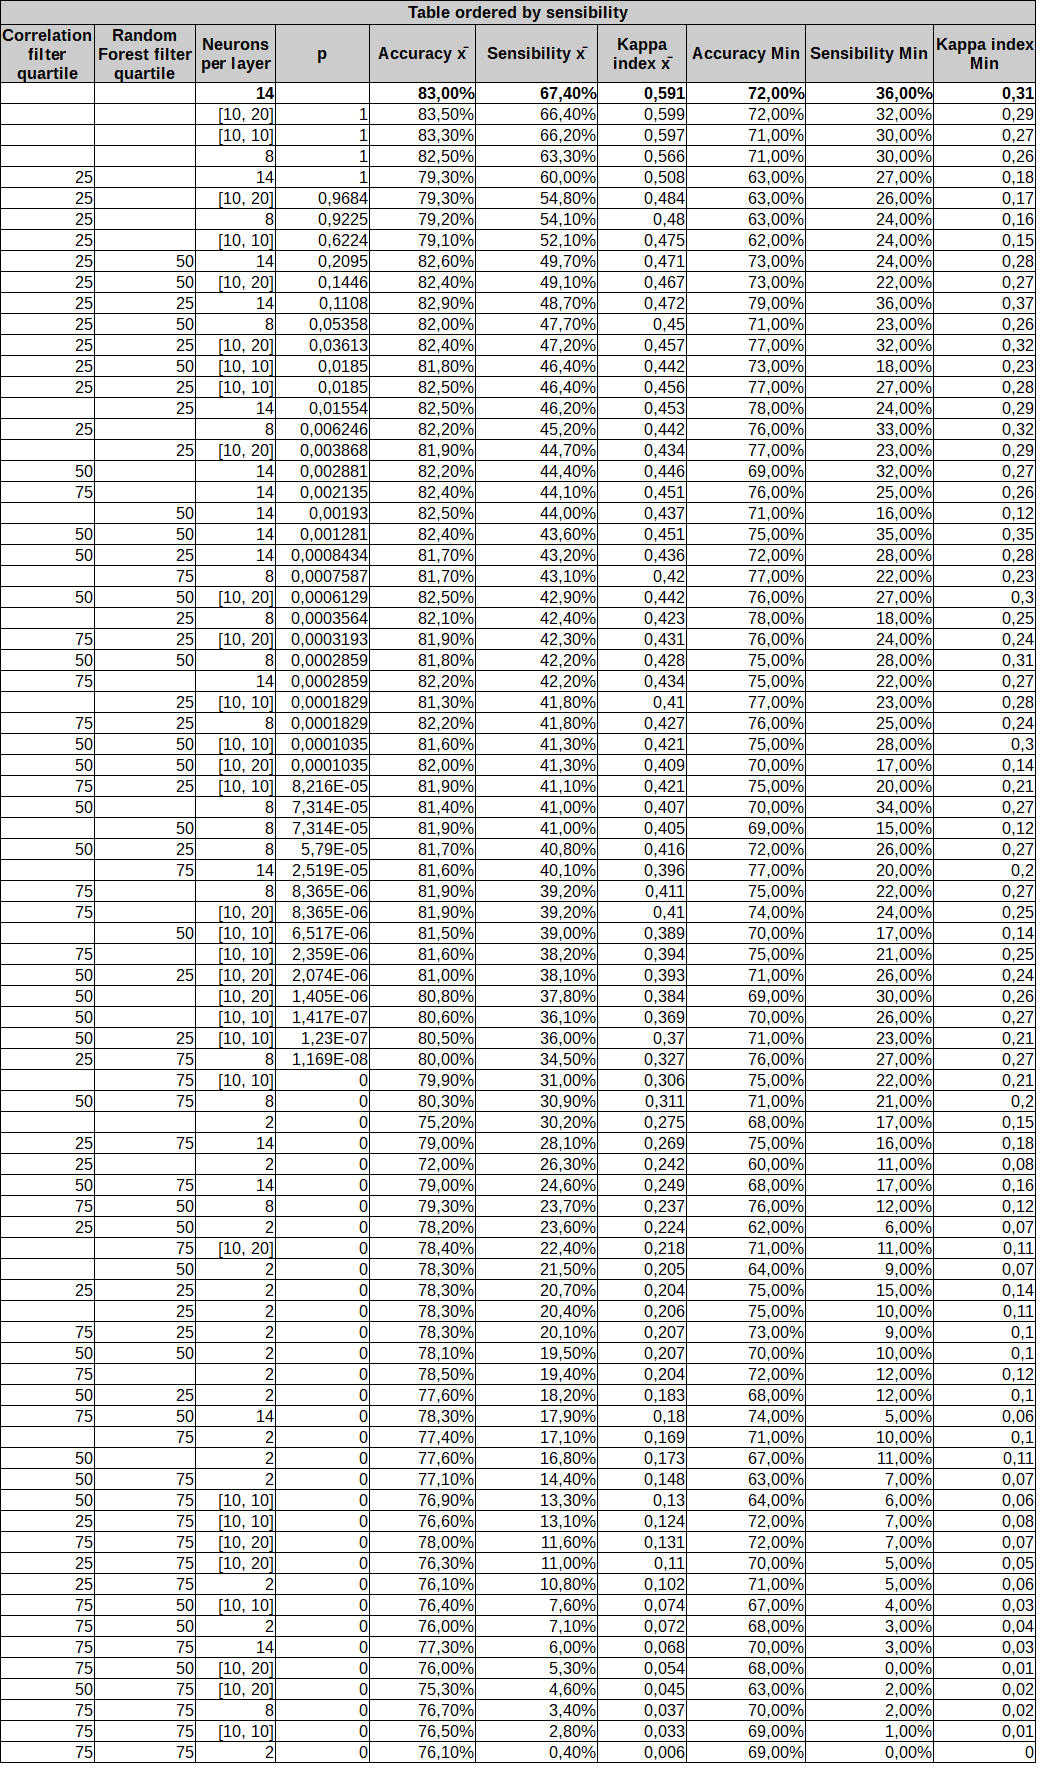 Table ordered by sensibility
Correlation filter quartile Random Forest filter quartile Neurons per layer p Accuracy x̄ Sensibility x̄ Kappa index x̄ Accuracy Min Sensibility Min Kappa index Min
14 83,00% 67,40% 0,591 72,00% 36,00% 0,31
[10, 20] 1 83,50% 66,40% 0,599 72,00% 32,00% 0,29
[10, 10] 1 83,30% 66,20% 0,597 71,00% 30,00% 0,27
8 1 82,50% 63,30% 0,566 71,00% 30,00% 0,26
25 14 1 79,30% 60,00% 0,508 63,00% 27,00% 0,18
25 [10, 20] 0,9684 79,30% 54,80% 0,484 63,00% 26,00% 0,17
25 8 0,9225 79,20% 54,10% 0,48 63,00% 24,00% 0,16
25 [10, 10] 0,6224 79,10% 52,10% 0,475 62,00% 24,00% 0,15
25 50 14 0,2095 82,60% 49,70% 0,471 73,00% 24,00% 0,28
25 50 [10, 20] 0,1446 82,40% 49,10% 0,467 73,00% 22,00% 0,27
25 25 14 0,1108 82,90% 48,70% 0,472 79,00% 36,00% 0,37
25 50 8 0,05358 82,00% 47,70% 0,45 71,00% 23,00% 0,26
25 25 [10, 20] 0,03613 82,40% 47,20% 0,457 77,00% 32,00% 0,32
25 50 [10, 10] 0,0185 81,80% 46,40% 0,442 73,00% 18,00% 0,23
25 25 [10, 10] 0,0185 82,50% 46,40% 0,456 77,00% 27,00% 0,28
25 14 0,01554 82,50% 46,20% 0,453 78,00% 24,00% 0,29
25 8 0,006246 82,20% 45,20% 0,442 76,00% 33,00% 0,32
25 [10, 20] 0,003868 81,90% 44,70% 0,434 77,00% 23,00% 0,29
50 14 0,002881 82,20% 44,40% 0,446 69,00% 32,00% 0,27
75 14 0,002135 82,40% 44,10% 0,451 76,00% 25,00% 0,26
50 14 0,00193 82,50% 44,00% 0,437 71,00% 16,00% 0,12
50 50 14 0,001281 82,40% 43,60% 0,451 75,00% 35,00% 0,35
50 25 14 0,0008434 81,70% 43,20% 0,436 72,00% 28,00% 0,28
75 8 0,0007587 81,70% 43,10% 0,42 77,00% 22,00% 0,23
50 50 [10, 20] 0,0006129 82,50% 42,90% 0,442 76,00% 27,00% 0,3
25 8 0,0003564 82,10% 42,40% 0,423 78,00% 18,00% 0,25
75 25 [10, 20] 0,0003193 81,90% 42,30% 0,431 76,00% 24,00% 0,24
50 50 8 0,0002859 81,80% 42,20% 0,428 75,00% 28,00% 0,31
75 14 0,0002859 82,20% 42,20% 0,434 75,00% 22,00% 0,27
25 [10, 10] 0,0001829 81,30% 41,80% 0,41 77,00% 23,00% 0,28
75 25 8 0,0001829 82,20% 41,80% 0,427 76,00% 25,00% 0,24
50 50 [10, 10] 0,0001035 81,60% 41,30% 0,421 75,00% 28,00% 0,3
50 50 [10, 20] 0,0001035 82,00% 41,30% 0,409 70,00% 17,00% 0,14
75 25 [10, 10] 8,216E-05 81,90% 41,10% 0,421 75,00% 20,00% 0,21
50 8 7,314E-05 81,40% 41,00% 0,407 70,00% 34,00% 0,27
50 8 7,314E-05 81,90% 41,00% 0,405 69,00% 15,00% 0,12
50 25 8 5,79E-05 81,70% 40,80% 0,416 72,00% 26,00% 0,27
75 14 2,519E-05 81,60% 40,10% 0,396 77,00% 20,00% 0,2
75 8 8,365E-06 81,90% 39,20% 0,411 75,00% 22,00% 0,27
75 [10, 20] 8,365E-06 81,90% 39,20% 0,41 74,00% 24,00% 0,25
50 [10, 10] 6,517E-06 81,50% 39,00% 0,389 70,00% 17,00% 0,14
75 [10, 10] 2,359E-06 81,60% 38,20% 0,394 75,00% 21,00% 0,25
50 25 [10, 20] 2,074E-06 81,00% 38,10% 0,393 71,00% 26,00% 0,24
50 [10, 20] 1,405E-06 80,80% 37,80% 0,384 69,00% 30,00% 0,26
50 [10, 10] 1,417E-07 80,60% 36,10% 0,369 70,00% 26,00% 0,27
50 25 [10, 10] 1,23E-07 80,50% 36,00% 0,37 71,00% 23,00% 0,21
25 75 8 1,169E-08 80,00% 34,50% 0,327 76,00% 27,00% 0,27
75 [10, 10] 0 79,90% 31,00% 0,306 75,00% 22,00% 0,21
50 75 8 0 80,30% 30,90% 0,311 71,00% 21,00% 0,2
2 0 75,20% 30,20% 0,275 68,00% 17,00% 0,15
25 75 14 0 79,00% 28,10% 0,269 75,00% 16,00% 0,18
25 2 0 72,00% 26,30% 0,242 60,00% 11,00% 0,08
50 75 14 0 79,00% 24,60% 0,249 68,00% 17,00% 0,16
75 50 8 0 79,30% 23,70% 0,237 76,00% 12,00% 0,12
25 50 2 0 78,20% 23,60% 0,224 62,00% 6,00% 0,07
75 [10, 20] 0 78,40% 22,40% 0,218 71,00% 11,00% 0,11
50 2 0 78,30% 21,50% 0,205 64,00% 9,00% 0,07
25 25 2 0 78,30% 20,70% 0,204 75,00% 15,00% 0,14
25 2 0 78,30% 20,40% 0,206 75,00% 10,00% 0,11
75 25 2 0 78,30% 20,10% 0,207 73,00% 9,00% 0,1
50 50 2 0 78,10% 19,50% 0,207 70,00% 10,00% 0,1
75 2 0 78,50% 19,40% 0,204 72,00% 12,00% 0,12
50 25 2 0 77,60% 18,20% 0,183 68,00% 12,00% 0,1
75 50 14 0 78,30% 17,90% 0,18 74,00% 5,00% 0,06
75 2 0 77,40% 17,10% 0,169 71,00% 10,00% 0,1
50 2 0 77,60% 16,80% 0,173 67,00% 11,00% 0,11
50 75 2 0 77,10% 14,40% 0,148 63,00% 7,00% 0,07
50 75 [10, 10] 0 76,90% 13,30% 0,13 64,00% 6,00% 0,06
25 75 [10, 10] 0 76,60% 13,10% 0,124 72,00% 7,00% 0,08
75 75 [10, 20] 0 78,00% 11,60% 0,131 72,00% 7,00% 0,07
25 75 [10, 20] 0 76,30% 11,00% 0,11 70,00% 5,00% 0,05
25 75 2 0 76,10% 10,80% 0,102 71,00% 5,00% 0,06
75 50 [10, 10] 0 76,40% 7,60% 0,074 67,00% 4,00% 0,03
75 50 2 0 76,00% 7,10% 0,072 68,00% 3,00% 0,04
75 75 14 0 77,30% 6,00% 0,068 70,00% 3,00% 0,03
75 50 [10, 20] 0 76,00% 5,30% 0,054 68,00% 0,00% 0,01
50 75 [10, 20] 0 75,30% 4,60% 0,045 63,00% 2,00% 0,02
75 75 8 0 76,70% 3,40% 0,037 70,00% 2,00% 0,02
75 75 [10, 10] 0 76,50% 2,80% 0,033 69,00% 1,00% 0,01
75 75 2 0 76,10% 0,40% 0,006 69,00% 0,00% 0